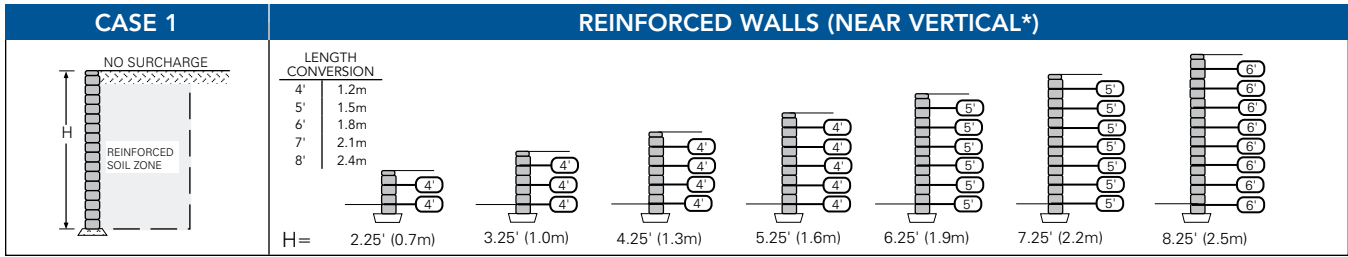 CASE 1
REINFORCED WALLS (NEAR VERTICAL*)
NO SURCHARGE
H
REINFORCED
SOIL ZONE
LENGTH
CONVERSION
4' 1.2m
5' 1.5m
6' 1.8m
7' 2.1m
8' 2.4m
6'
5' 6'
5' 5' 6'
4' 5' 5' 6'
4' 4' 5' 5' 6'
4' 4' 4' 5' 5' 6'
4' 4' 4' 4' 5' 5' 6'
4' 4' 4' 4' 5' 5' 6'
H= 2.25' (0.7m) 3.25' (1.0m) 4.25' (1.3m) 5.25' (1.6m) 6.25' (1.9m) 7.25' (2.2m) 8.25' (2.5m)